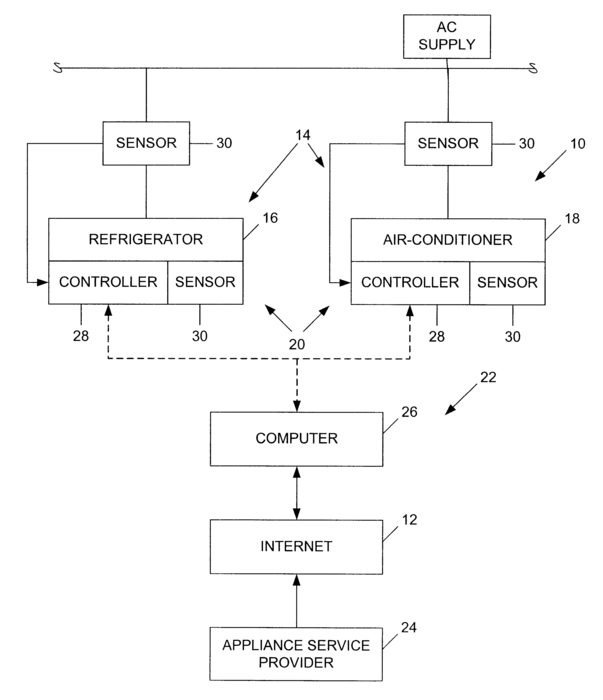 AC
SUPPLY
SENSOR
30
14
SENSOR
30
10
REFRIGERATOR
16
AIR-CONDITIONER
18
CONTROLLER
SENSOR
CONTROLLER
SENSOR
28
30
20
28
30
22
COMPUTER
26
INTERNET
12
APPLIANCE SERVICE
PROVIDER
24